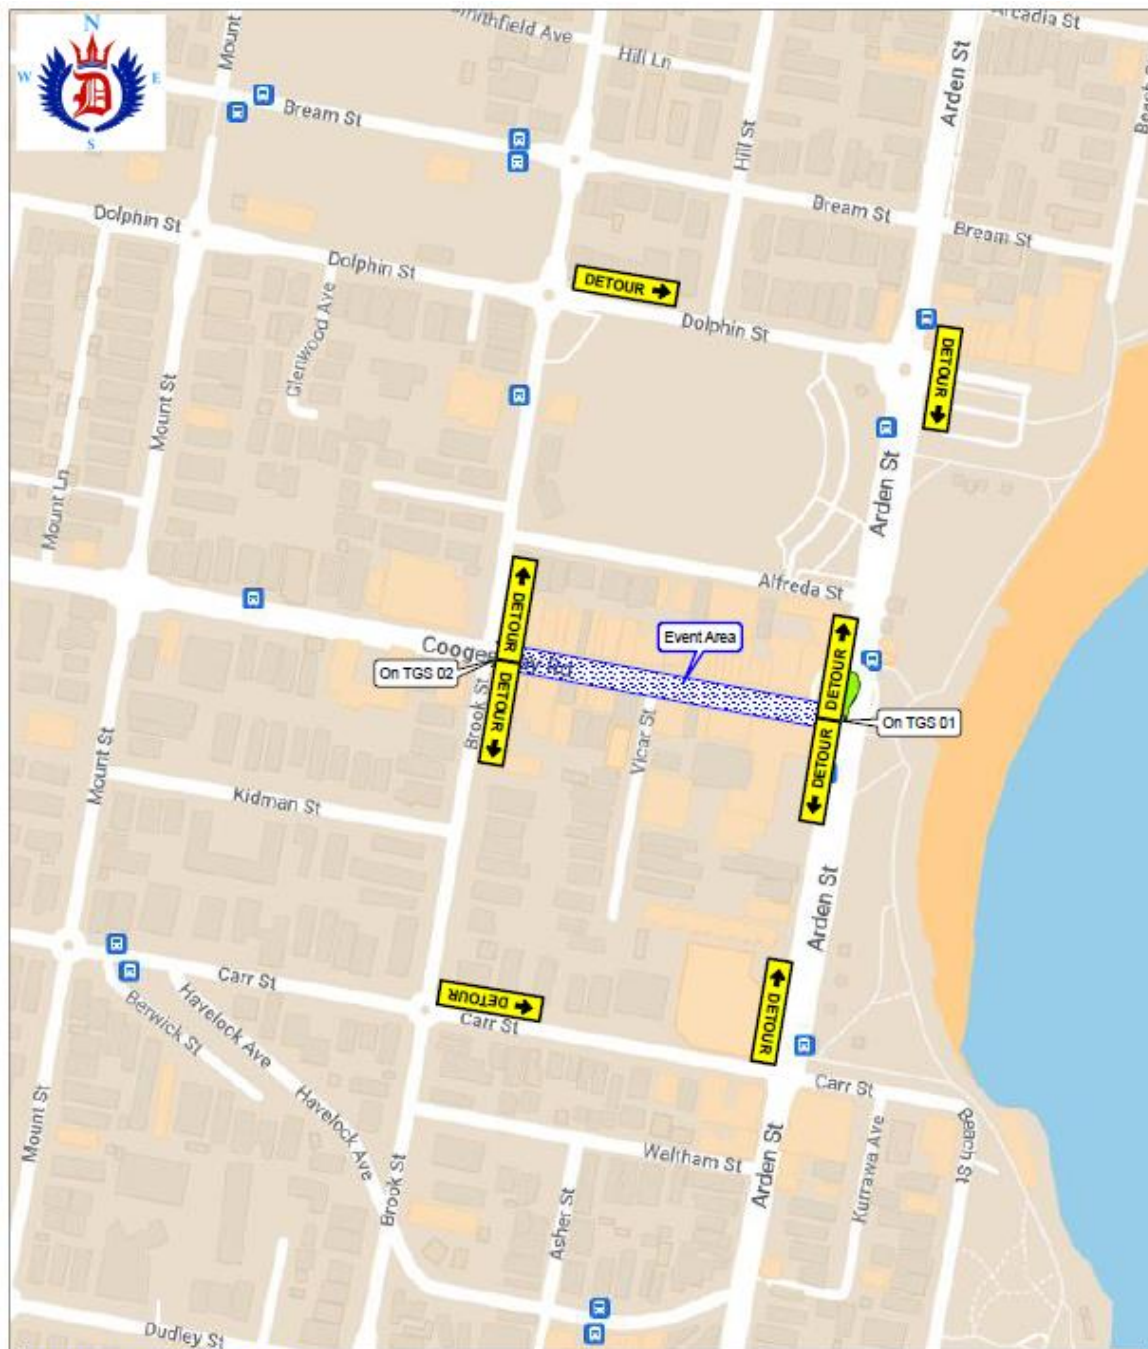 N
W
E
D
S
Mount
Smithfield Ave
Hill Ln
Arden St
Arcadia St
Bream St
Hill St
Bream St
Bream St
Dolphin St
Dolphin St
DETOUR
Dolphin St
Glenwood Ave
DETOUR
Mount St
Mount Ln
Arden St
Alfreda St
DETOUR
DETOUR
Event Area
Coogee
On TGS 02
DETOUR
Brook St
Vicar St
On TGS 01
DETOUR
Mount St
Kidman St
Arden St
Carr St
DETOUR
DETOUR
Carr St
Berwick St
Havelock Ave
Carr St
Mount St
Havelock Ave
Brook St
Waltham St
Arden St
Kurrawa Ave
Beach St
Asher St
Dudley St